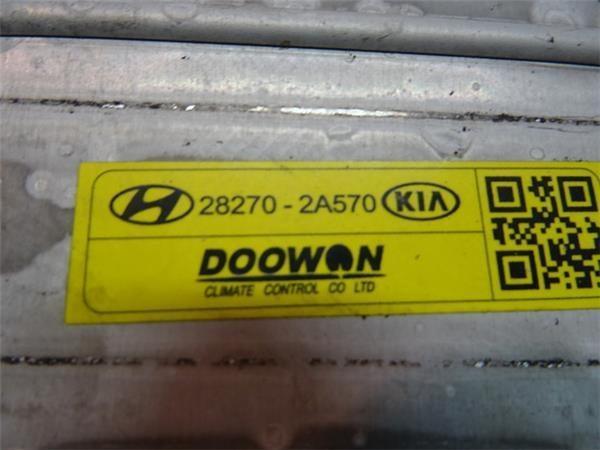 28270 - 2A570 KIA
DOOWON
CLIMATE CONTROL CO LTD